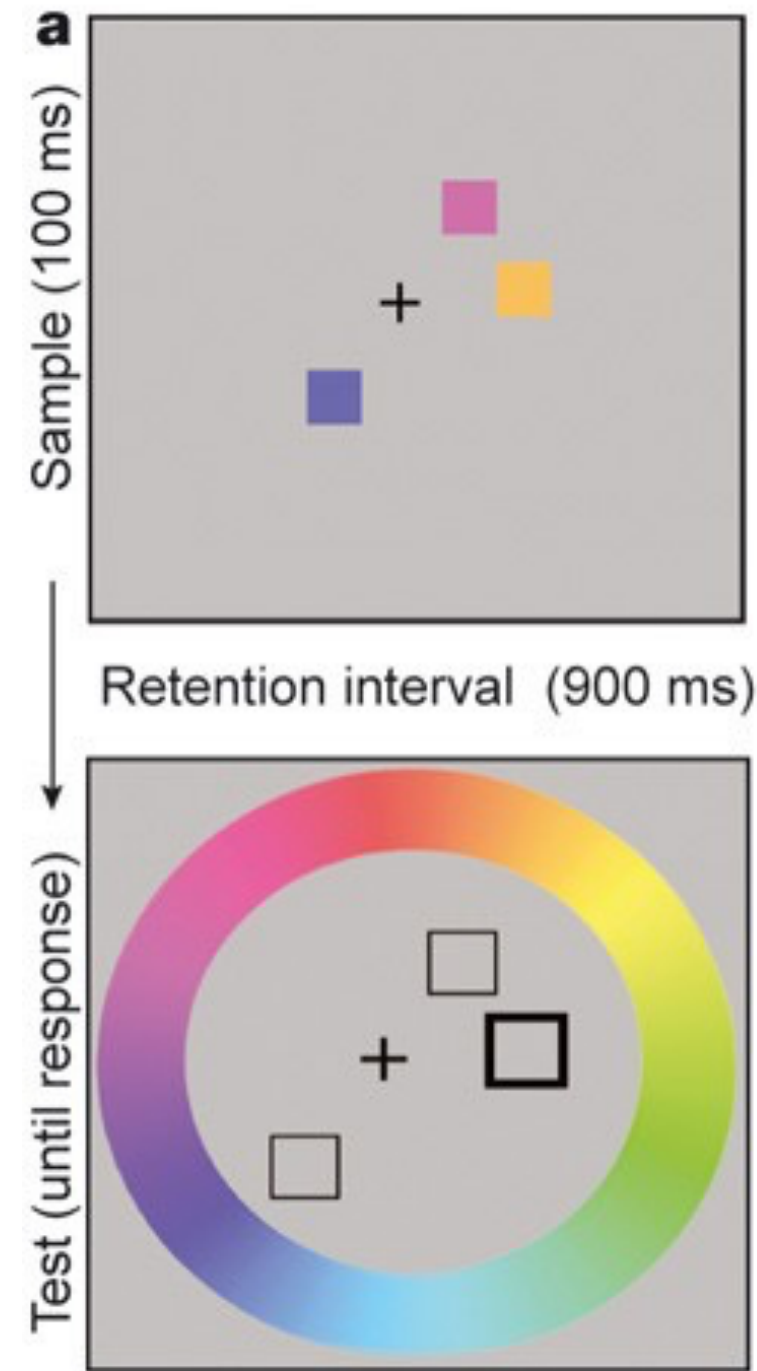 a
Sample (100 ms)
Retention interval (900 ms)
Test (until response)